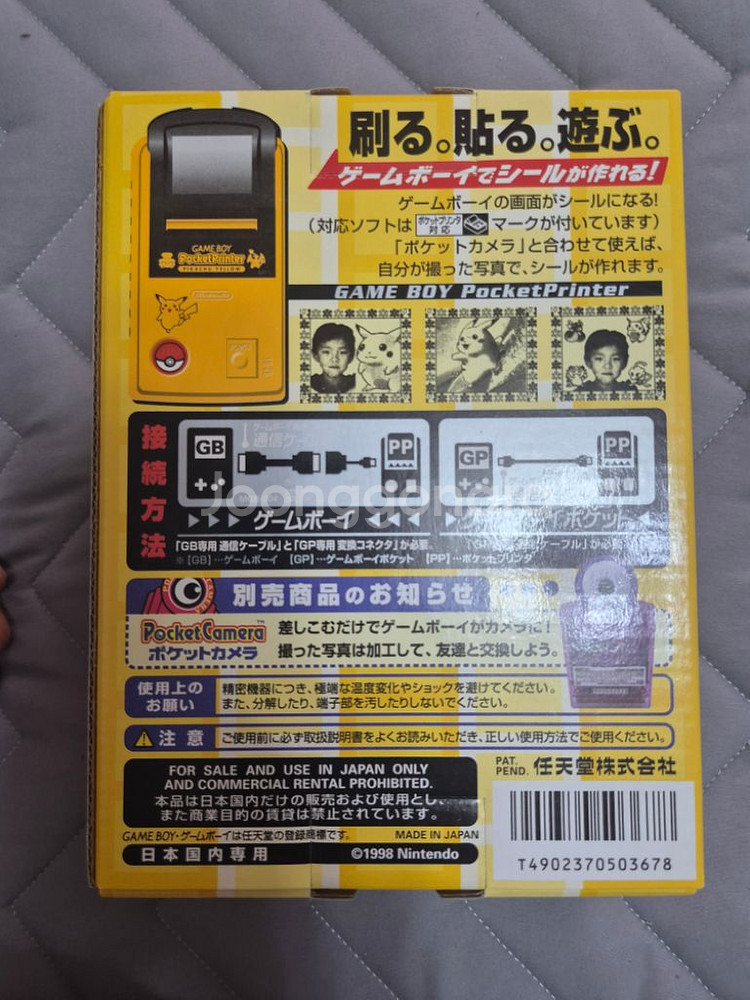 刷る。貼る。遊ぶ。
ゲームボーイでシールが作れる!
ゲームボーイの画面がシールになる!
(対応ソフトは ポケットプリンタ対応 マークが付いています)
「ポケットカメラ」と合わせて使えば、
自分が撮った写真で、シールが作れます。
GAME BOY
PocketPrinter
PIKACHU YELLOW
GAME BOY PocketPrinter
接続方法
GB
通信ケー
PP
GP
PP
ゲームボーイ
「GB専用 通信ケーブル」と「GP専用 変換コネクタ」が必要。
※【GB】…ゲームボーイ 【GP】…ゲームボーイポケット 【PP】…ポケットプリンタ
別売商品のお知らせ
PocketCamera™
ポケットカメラ
差しこむだけでゲームボーイがカメラに!
撮った写真は加工して、友達と交換しよう。
使用上の
お願い
精密機器につき、極端な温度変化やショックを避けてください。
また、分解したり、端子部を汚したりしないでください。
注意
ご使用前に必ず取扱説明書をよくお読みいただき、正しい使用方法でご使用ください。
FOR SALE AND USE IN JAPAN ONLY
AND COMMERCIAL RENTAL PROHIBITED.
本品は日本国内だけの販売および使用とし、
また商業目的の賃貸は禁止されています。
PAT. PEND. 任天堂株式会社
GAME BOY・ゲームボーイは任天堂の登録商標です。
MADE IN JAPAN
日本国内専用
©1998 Nintendo
T4902370503678